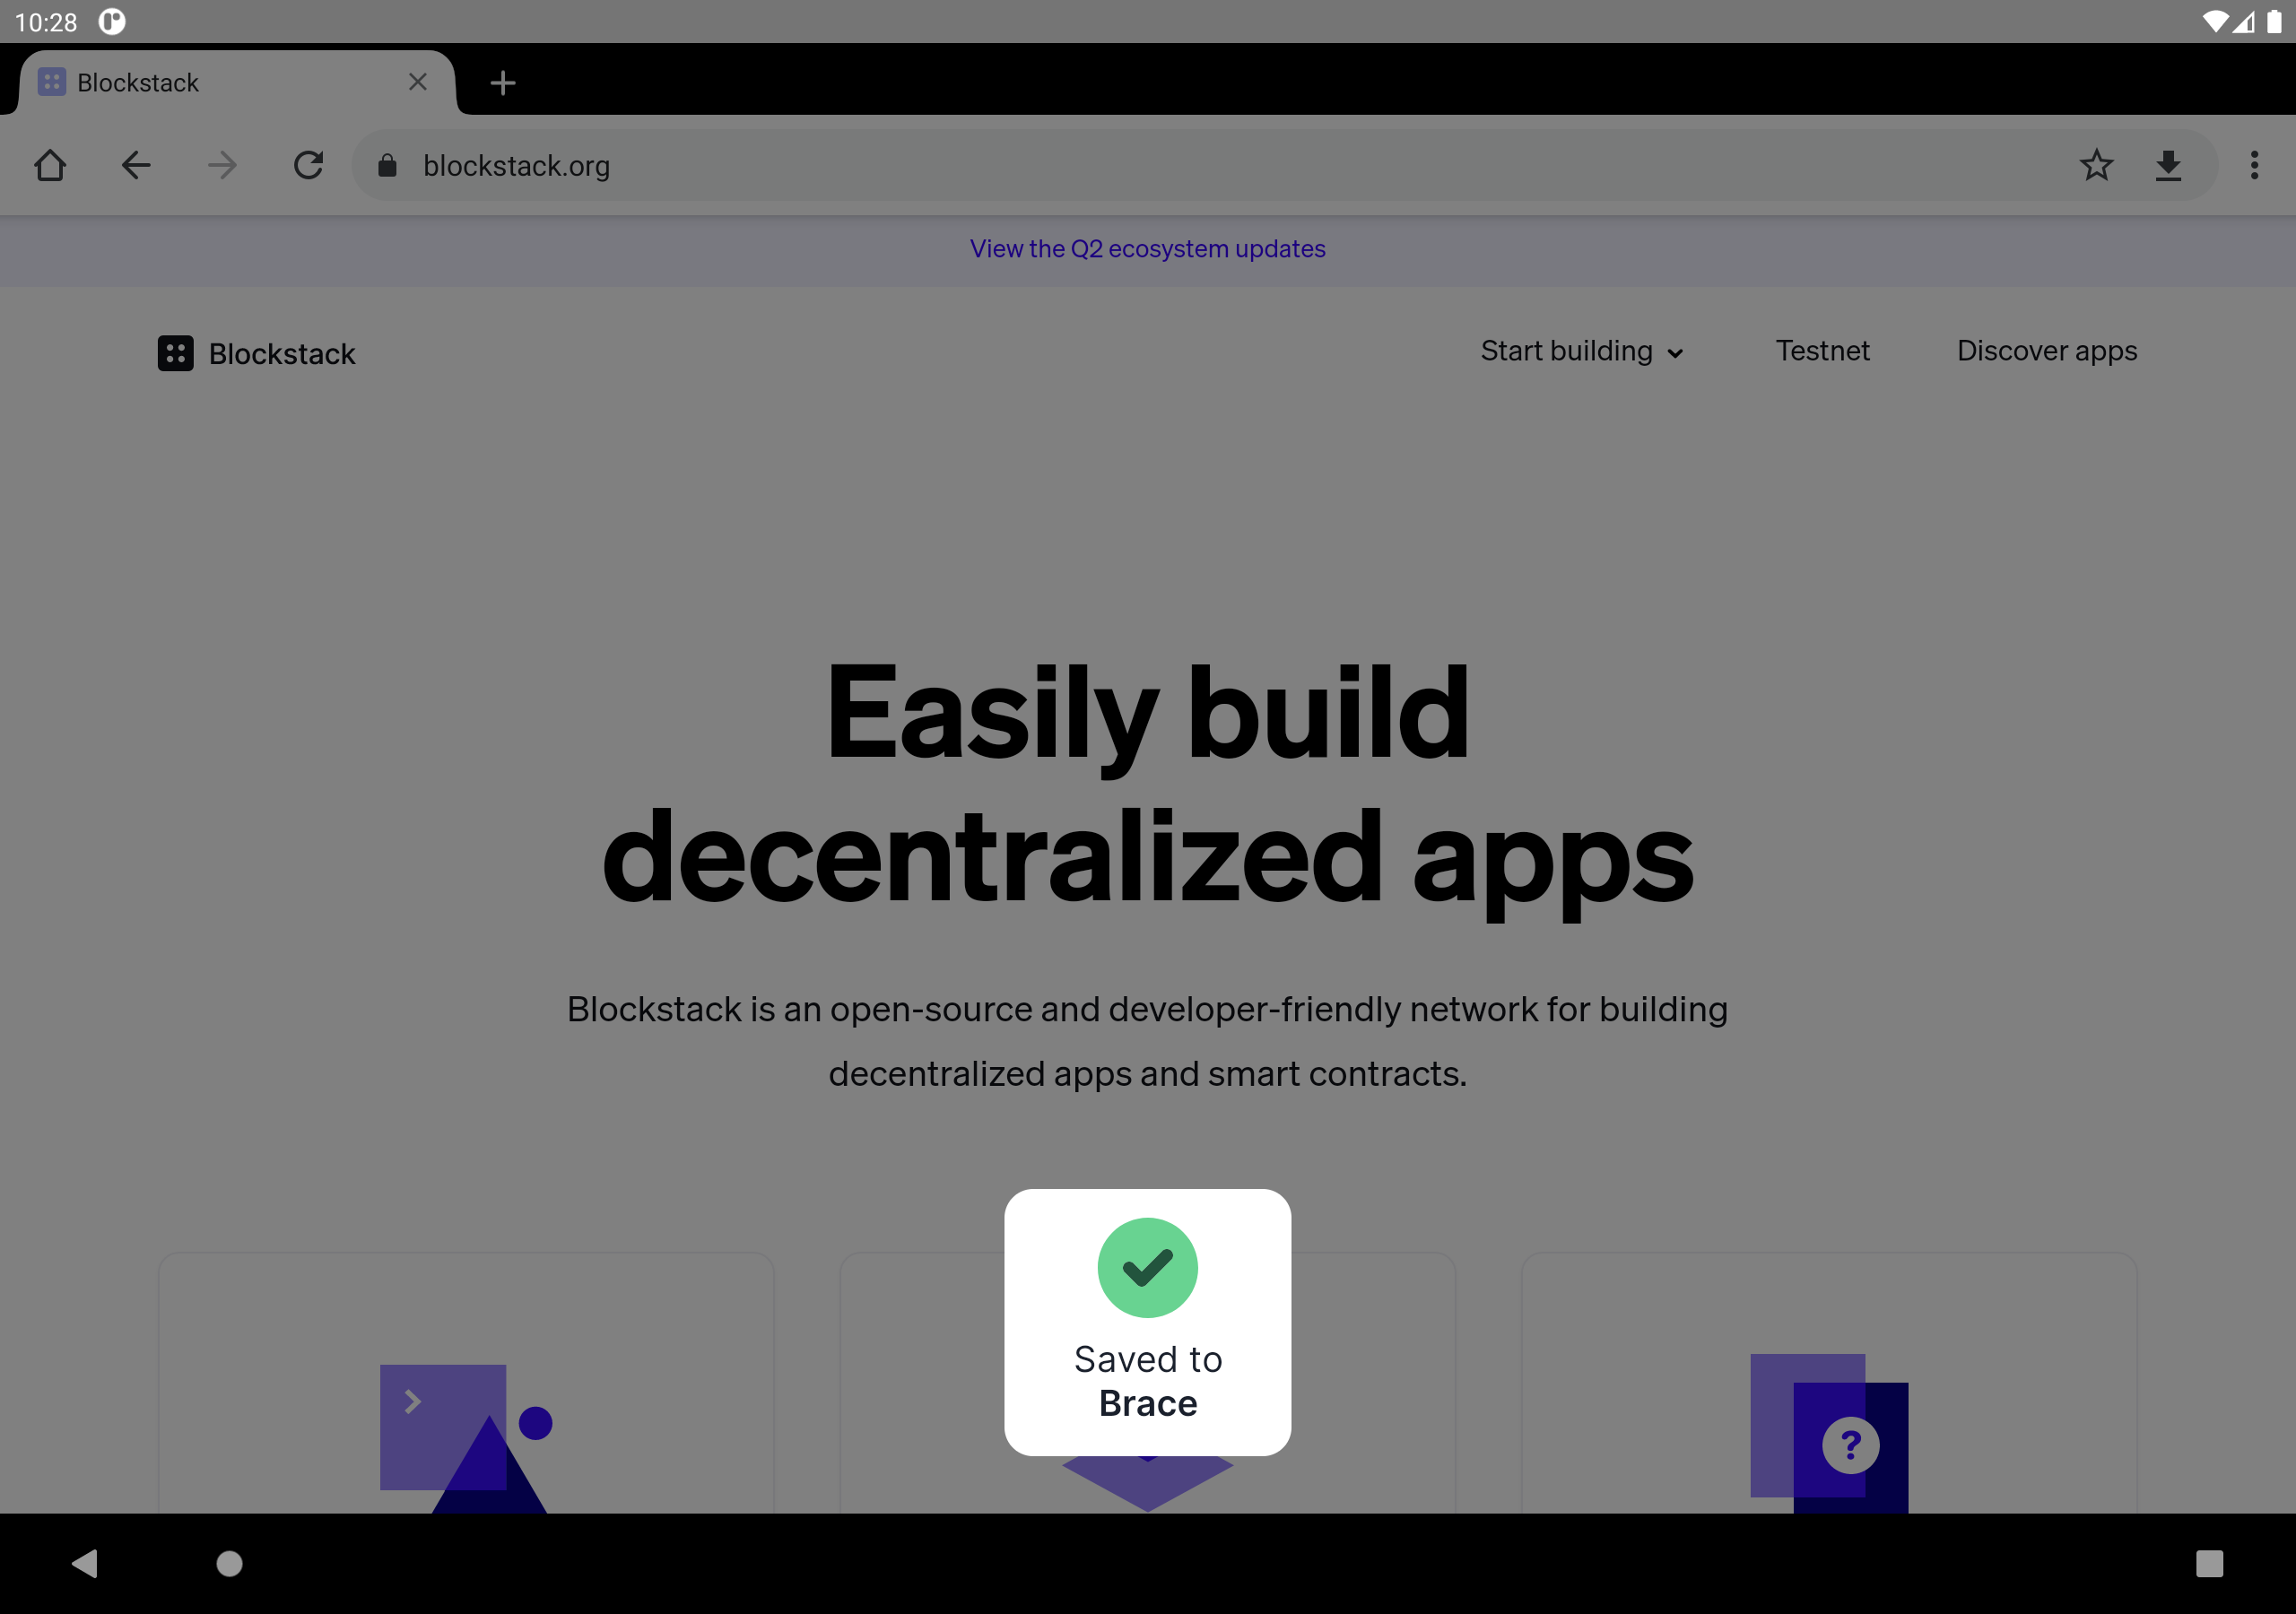 10:28
Blockstack
blockstack.org
View the Q2 ecosystem updates
Blockstack
Start building
Testnet
Discover apps
Easily build
decentralized apps
Blockstack is an open-source and developer-friendly network for building
decentralized apps and smart contracts.
Saved to
Brace
?